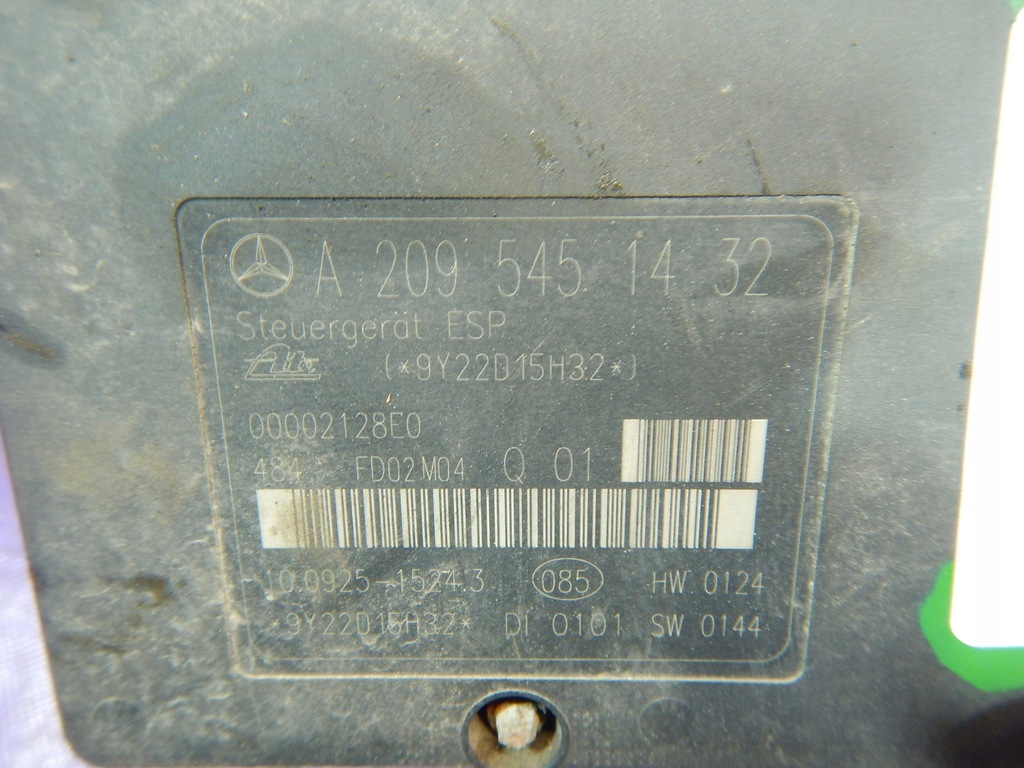 A 209 545 14 32
Steuergerät ESP
Ate (*9Y22D15H32*)
00002128E0
484 FD02M04 Q 01
10.0925-1527.3 085 HW 0124
*9Y22D15H32* DI 0101 SW 0144